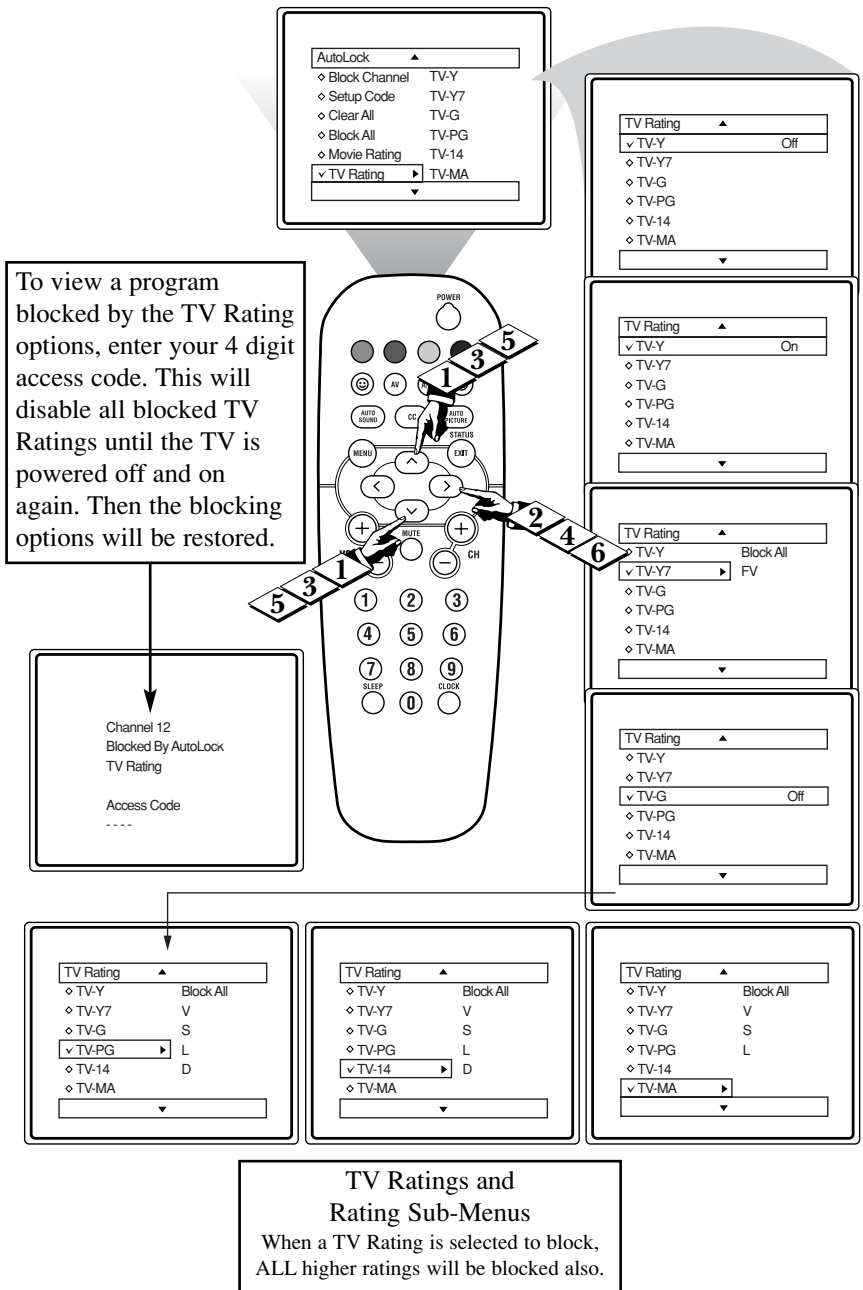 AutoLock
Block Channel TV-Y
Setup Code TV-Y7
Clear All TV-G
Block All TV-PG
Movie Rating TV-14
TV Rating TV-MA
TV Rating
TV-Y Off
TV-Y7
TV-G
TV-PG
TV-14
TV-MA
To view a program
blocked by the TV Rating
options, enter your 4 digit
access code. This will
disable all blocked TV
Ratings until the TV is
powered off and on
again. Then the blocking
options will be restored.
POWER
AV
AUTO
SOUND
CC
AUTO
PICTURE
STATUS
MENU
EXIT
MUTE
CH
1 3 5
2 4 6
5 3 1
1 2 3
4 5 6
7 8 9
SLEEP
0
CLOCK
TV Rating
TV-Y On
TV-Y7
TV-G
TV-PG
TV-14
TV-MA
TV Rating
TV-Y Block All
TV-Y7 FV
TV-G
TV-PG
TV-14
TV-MA
Channel 12
Blocked By AutoLock
TV Rating
Access Code
- - - -
TV Rating
TV-Y
TV-Y7
TV-G Off
TV-PG
TV-14
TV-MA
TV Rating
TV-Y Block All
TV-Y7 V
TV-G S
TV-PG L
TV-14 D
TV-MA
TV Rating
TV-Y Block All
TV-Y7 V
TV-G S
TV-PG L
TV-14 D
TV-MA
TV Rating
TV-Y Block All
TV-Y7 V
TV-G S
TV-PG L
TV-14
TV-MA
TV Ratings and
Rating Sub-Menus
When a TV Rating is selected to block,
ALL higher ratings will be blocked also.